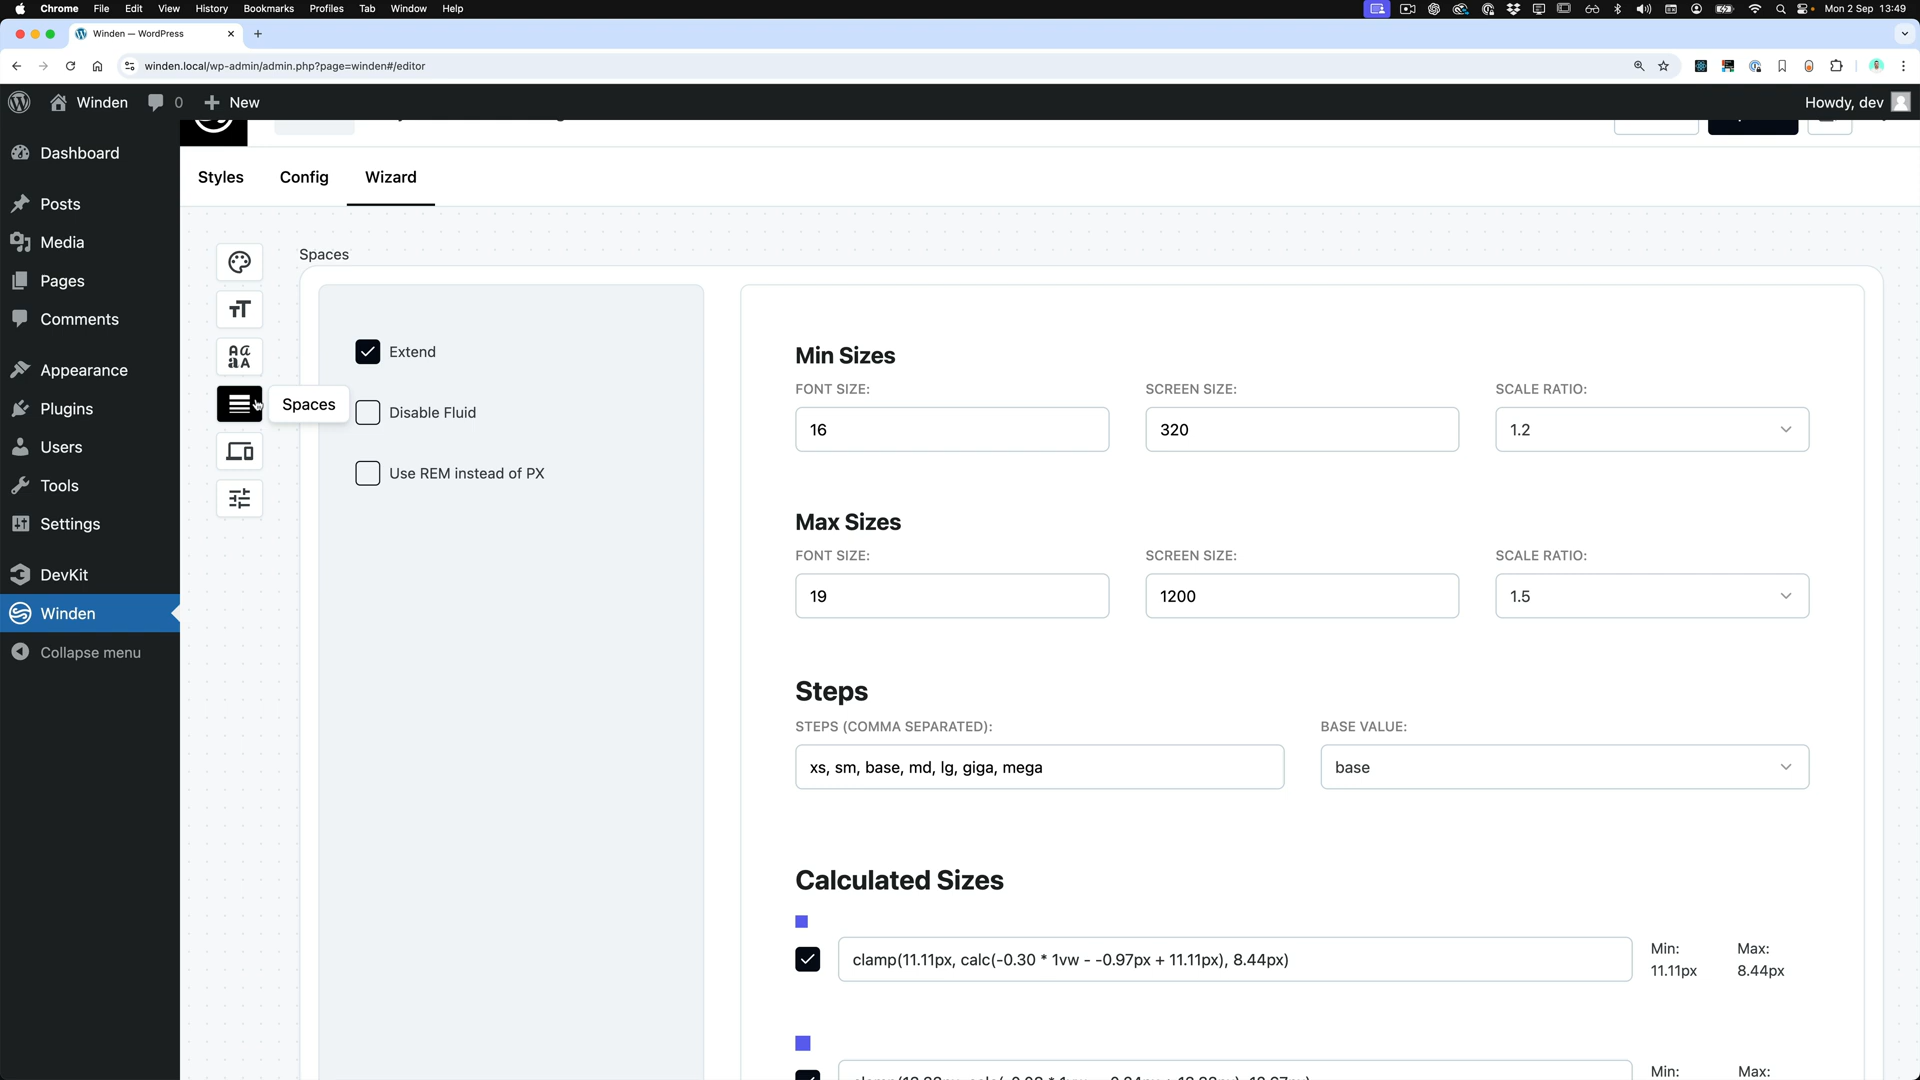 Chrome File Edit View History Bookmarks Profiles Tab Window Help Mon 2 Sep 13:49
Winden — WordPress
winden.local/wp-admin/admin.php?page=winden#/editor
Winden 0 New Howdy, dev
Dashboard
Posts
Media
Pages
Comments
Appearance
Plugins
Users
Tools
Settings
DevKit
Winden
Collapse menu
Styles Config Wizard
Spaces
Spaces
Extend
Disable Fluid
Use REM instead of PX
Min Sizes
FONT SIZE: SCREEN SIZE: SCALE RATIO:
16 320 1.2
Max Sizes
FONT SIZE: SCREEN SIZE: SCALE RATIO:
19 1200 1.5
Steps
STEPS (COMMA SEPARATED): BASE VALUE:
xs, sm, base, md, lg, giga, mega base
Calculated Sizes
clamp(11.11px, calc(-0.30 * 1vw - -0.97px + 11.11px), 8.44px)
Min: Max:
11.11px 8.44px
Min: Max: